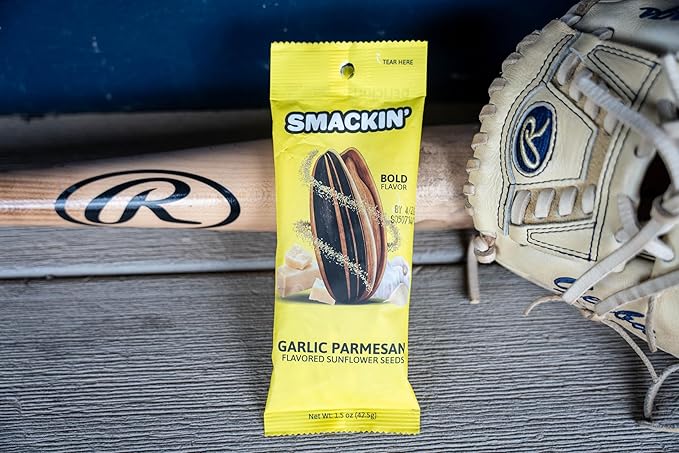 TEAR HERE
SMACKIN'
BOLD
FLAVOR
R
R
GARLIC PARMESAN
FLAVORED SUNFLOWER SEEDS
Net Wt. 1.5 oz (42.5g)